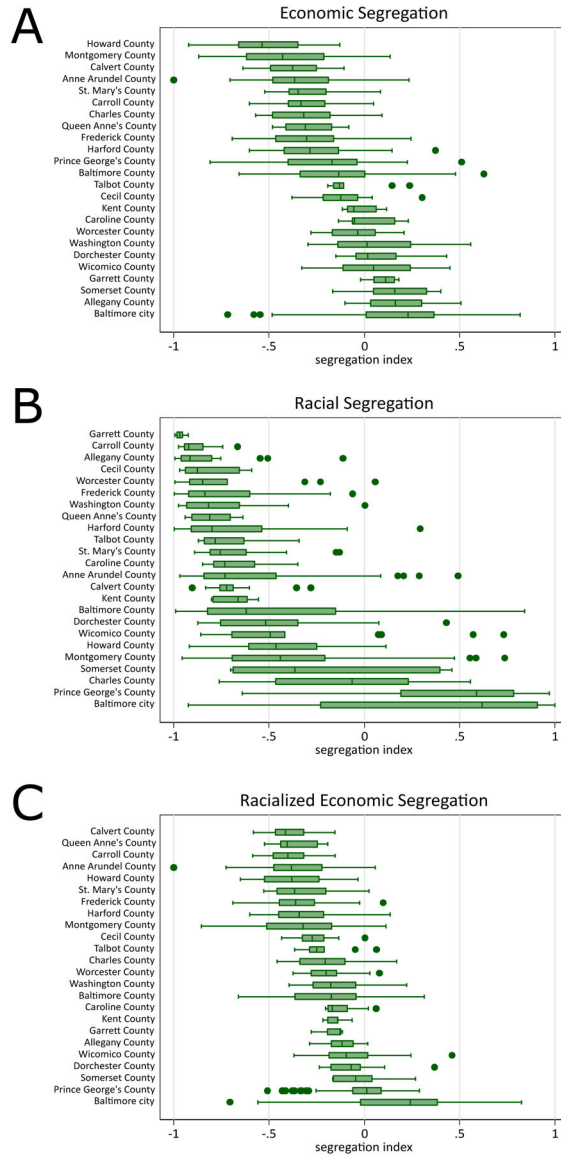 A
Economic Segregation
Howard County
Montgomery County
Calvert County
Anne Arundel County
St. Mary's County
Carroll County
Charles County
Queen Anne's County
Frederick County
Harford County
Prince George's County
Baltimore County
Talbot County
Cecil County
Kent County
Caroline County
Worcester County
Washington County
Dorchester County
Wicomico County
Garrett County
Somerset County
Allegany County
Baltimore city
-1 -.5 0 .5 1
segregation index
B
Racial Segregation
Garrett County
Carroll County
Allegany County
Cecil County
Worcester County
Frederick County
Washington County
Queen Anne's County
Harford County
Talbot County
St. Mary's County
Caroline County
Anne Arundel County
Calvert County
Kent County
Baltimore County
Dorchester County
Wicomico County
Howard County
Montgomery County
Somerset County
Charles County
Prince George's County
Baltimore city
-1 -.5 0 .5 1
segregation index
C
Racialized Economic Segregation
Calvert County
Queen Anne's County
Carroll County
Anne Arundel County
Howard County
St. Mary's County
Frederick County
Harford County
Montgomery County
Cecil County
Talbot County
Charles County
Worcester County
Washington County
Baltimore County
Caroline County
Kent County
Garrett County
Allegany County
Wicomico County
Dorchester County
Somerset County
Prince George's County
Baltimore city
-1 -.5 0 .5 1
segregation index